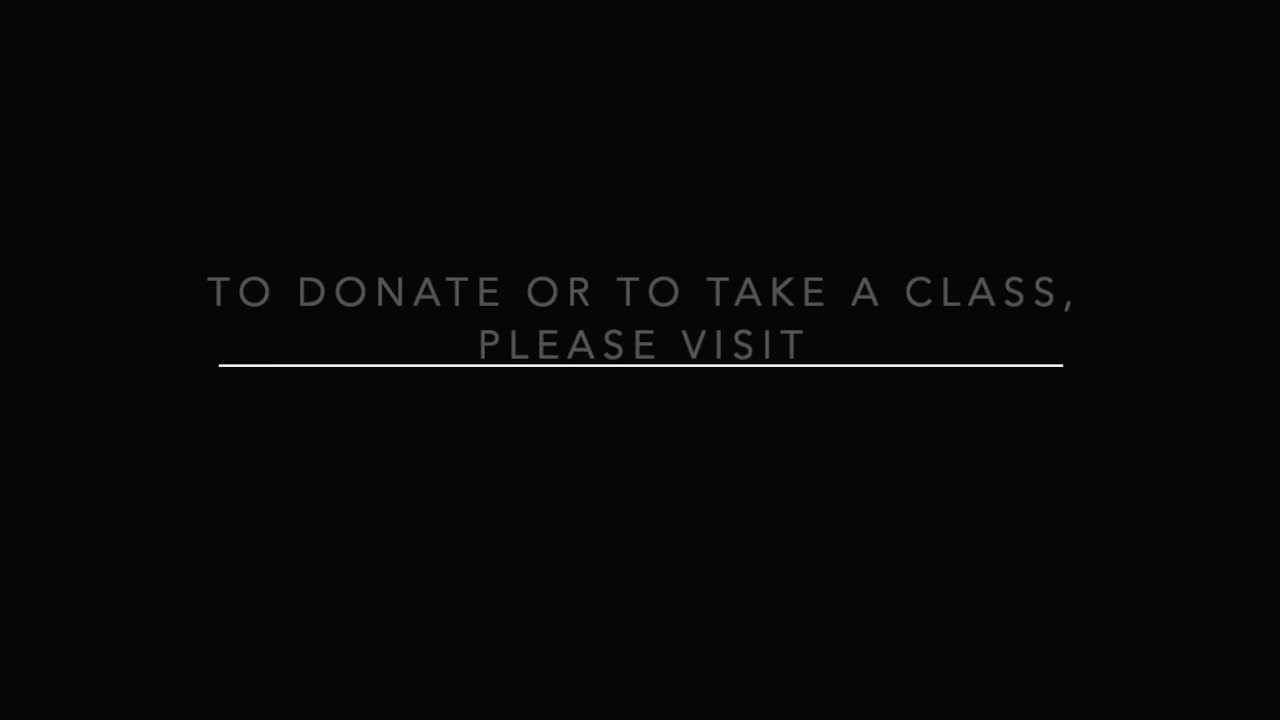 TO DONATE OR TO TAKE A CLASS,
PLEASE VISIT